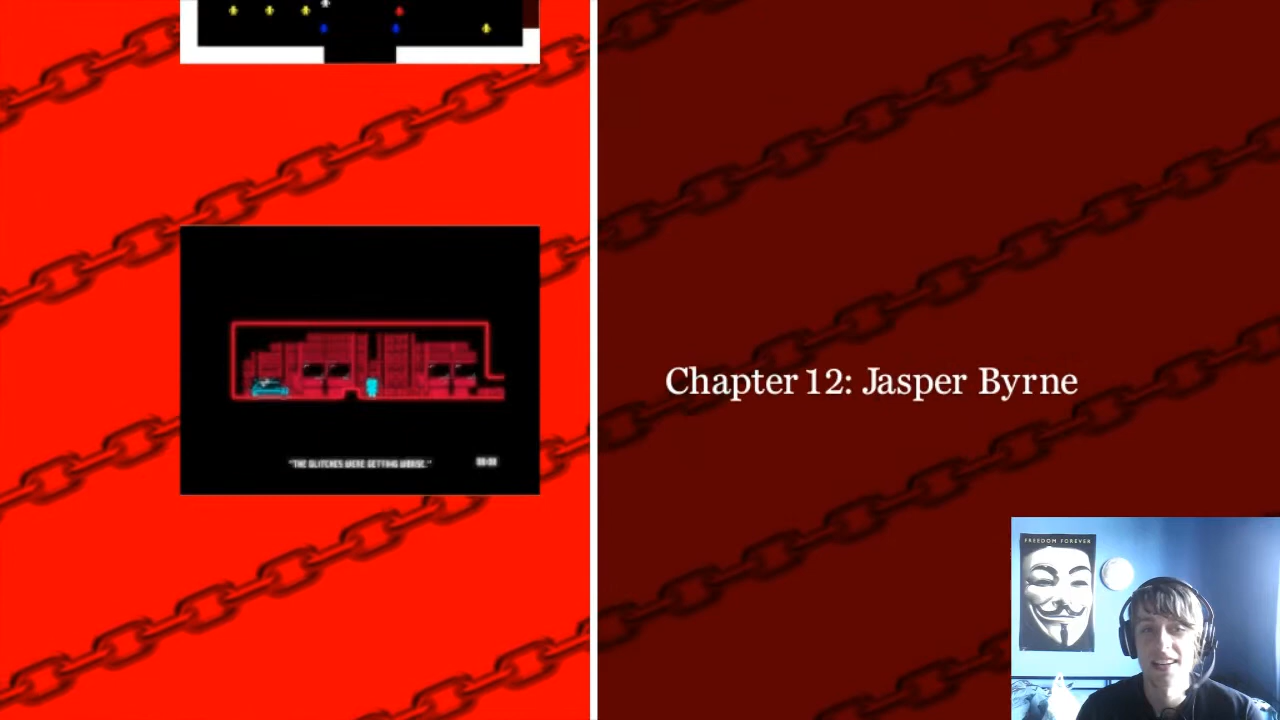 Chapter 12: Jasper Byrne
"THE GLITCHES WERE GETTING WORSE."
FREEDOM FOREVER